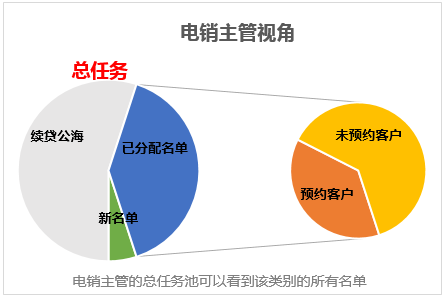 电销主管视角
总任务
续贷公海
已分配名单
新名单
未预约客户
预约客户
电销主管的总任务池可以看到该类别的所有名单